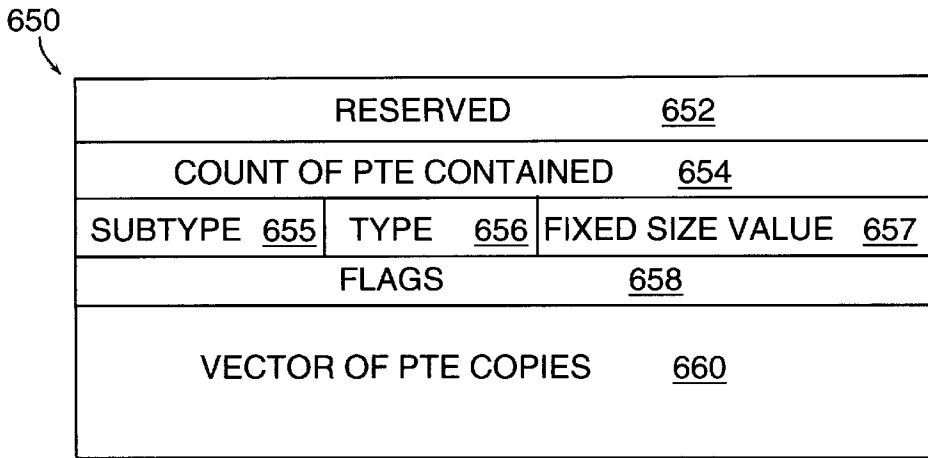 650
RESERVED 652
COUNT OF PTE CONTAINED 654
SUBTYPE 655 TYPE 656 FIXED SIZE VALUE 657
FLAGS 658
VECTOR OF PTE COPIES 660